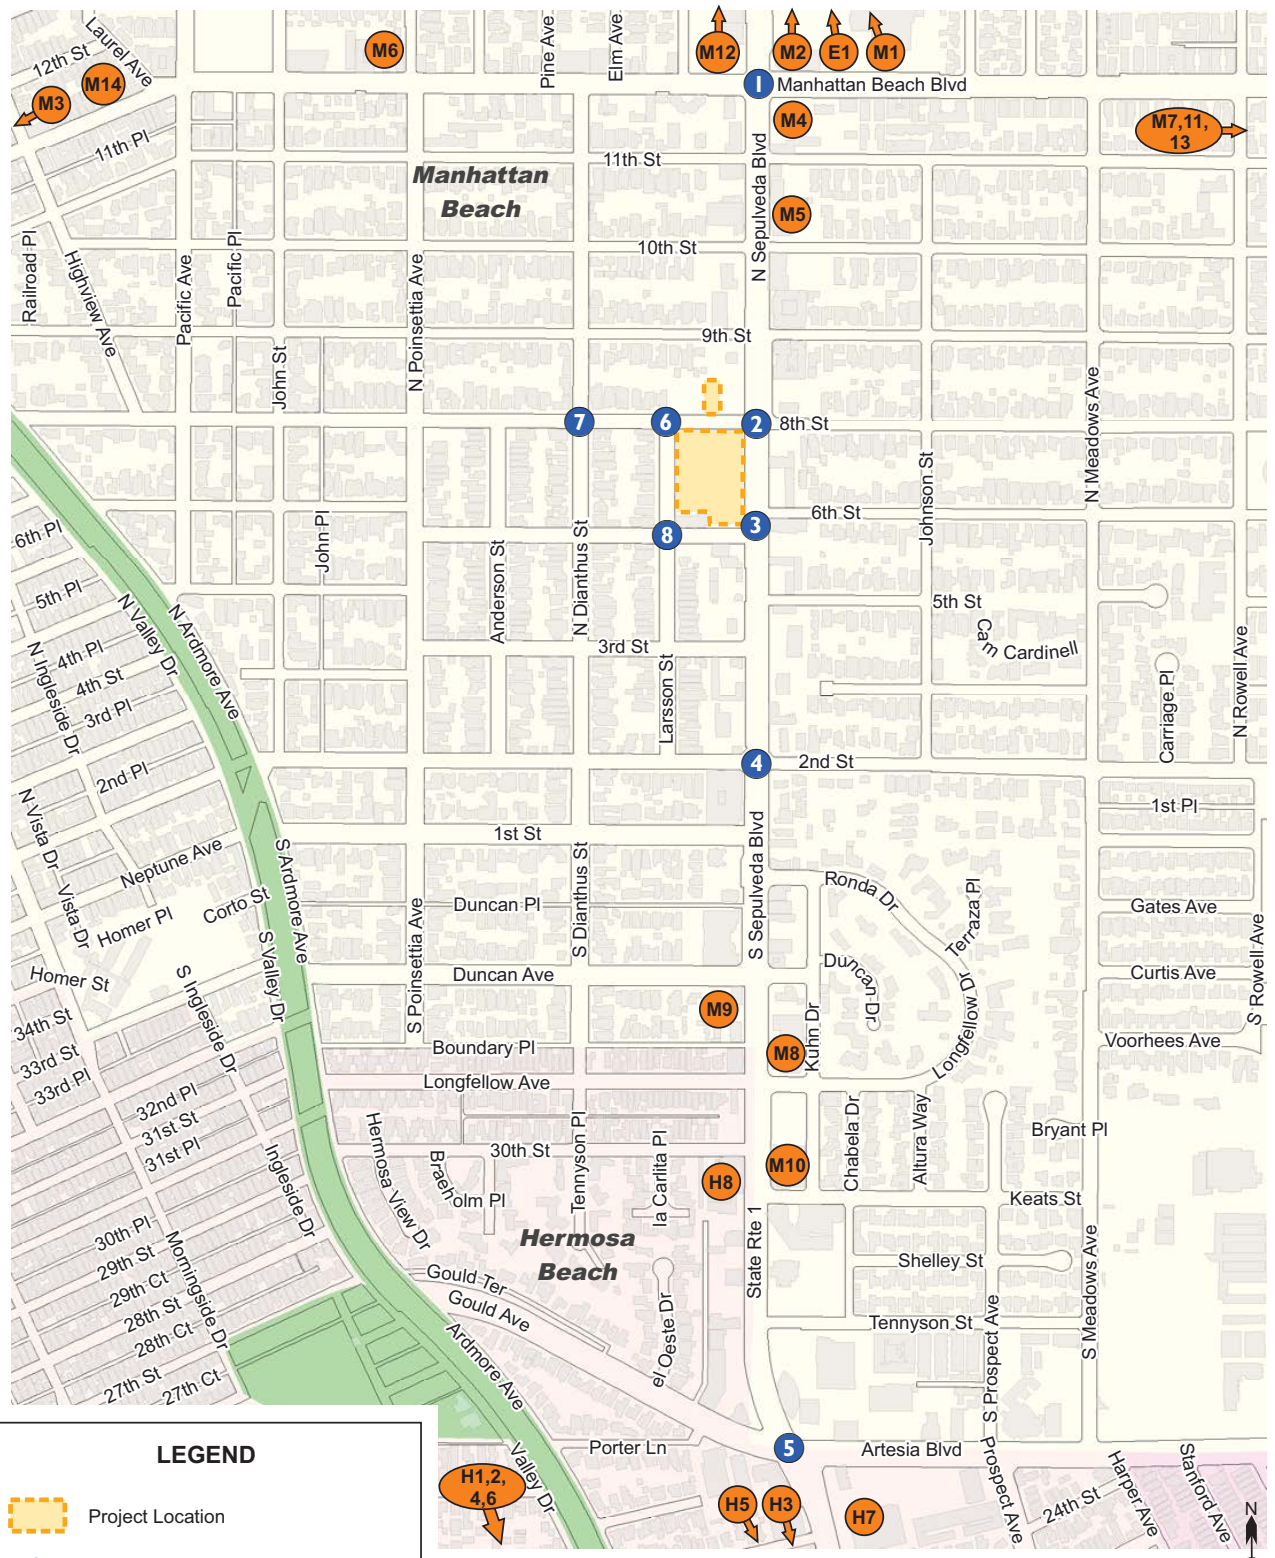 Laurel Ave
12th St
M14
M3
11th Pl
M6
Pine Ave
Elm Ave
M12
M2
E1
M1
1
Manhattan Beach Blvd
M4
M7,11,
13
11th St
N Sepulveda Blvd
Manhattan
Beach
M5
10th St
Railroad Pl
Highview Ave
Pacific Ave
Pacific Pl
John St
N Poinsettia Ave
9th St
7
6
2
8th St
N Meadows Ave
Johnson St
6th St
3
8
6th Pl
5th Pl
4th Pl
4th St
3rd Pl
2nd Pl
N Valley Dr
N Ardmore Ave
N Ingleside Dr
John Pl
Anderson St
N Dianthus St
3rd St
Larsson St
5th St
Cam Cardinell
Carriage Pl
N Rowell Ave
4
2nd St
1st Pl
N Vista Dr
Vista Dr
Neptune Ave
Homer Pl
Corto St
Homer St
S Ardmore Ave
S Valley Dr
S Ingleside Dr
1st St
Duncan Pl
Duncan Ave
S Poinsettia Ave
S Dianthus St
S Sepulveda Blvd
Ronda Dr
Terraza Pl
Duncan Dr
Longfellow Dr
Kuhn Dr
Gates Ave
Curtis Ave
Voorhees Ave
S Rowell Ave
M9
M8
Boundary Pl
Longfellow Ave
34th St
33rd St
33rd Pl
32nd Pl
31st St
31st Pl
30th Pl
29th St
29th Ct
28th St
28th Ct
27th St
27th Ct
Ingleside Dr
Morningside Dr
Hermosa View Dr
Braeholm Pl
30th St
Tennyson Pl
la Carlita Pl
H8
M10
Chabela Dr
Altura Way
Bryant Pl
Keats St
Hermosa
Beach
State Rte 1
Shelley St
Tennyson St
S Prospect Ave
S Meadows Ave
Gould Ter
Gould Ave
el Oeste Dr
Ardmore Ave
Valley Dr
Porter Ln
5
Artesia Blvd
Prospect Ave
24th St
Harper Ave
Stanford Ave
H1,2,
4,6
H5
H3
H7
N
LEGEND
Project Location